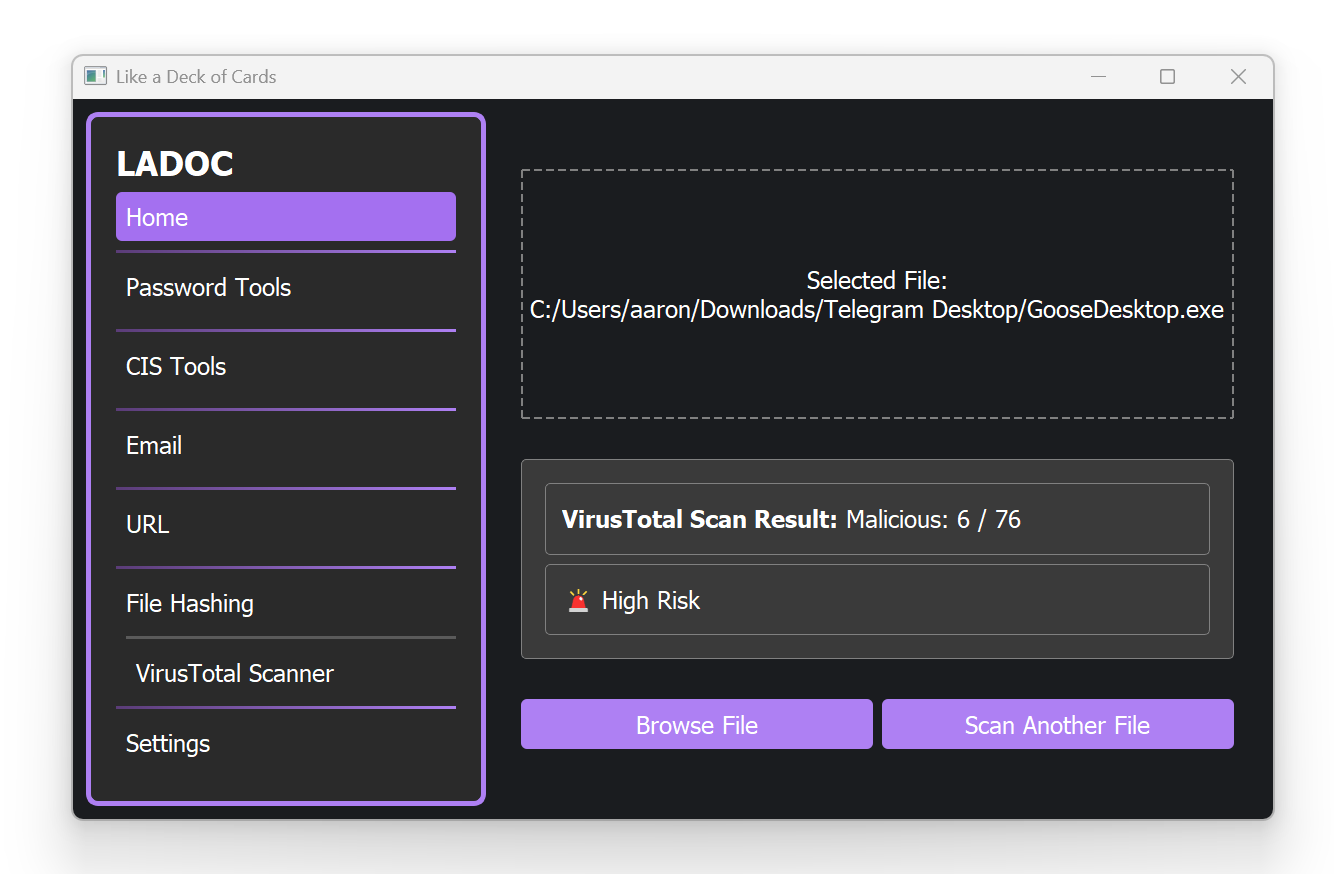 Like a Deck of Cards
LADOC
Home
Password Tools
CIS Tools
Email
URL
File Hashing
VirusTotal Scanner
Settings
Selected File:
C:/Users/aaron/Downloads/Telegram Desktop/GooseDesktop.exe
VirusTotal Scan Result: Malicious: 6 / 76
🚨 High Risk
Browse File
Scan Another File